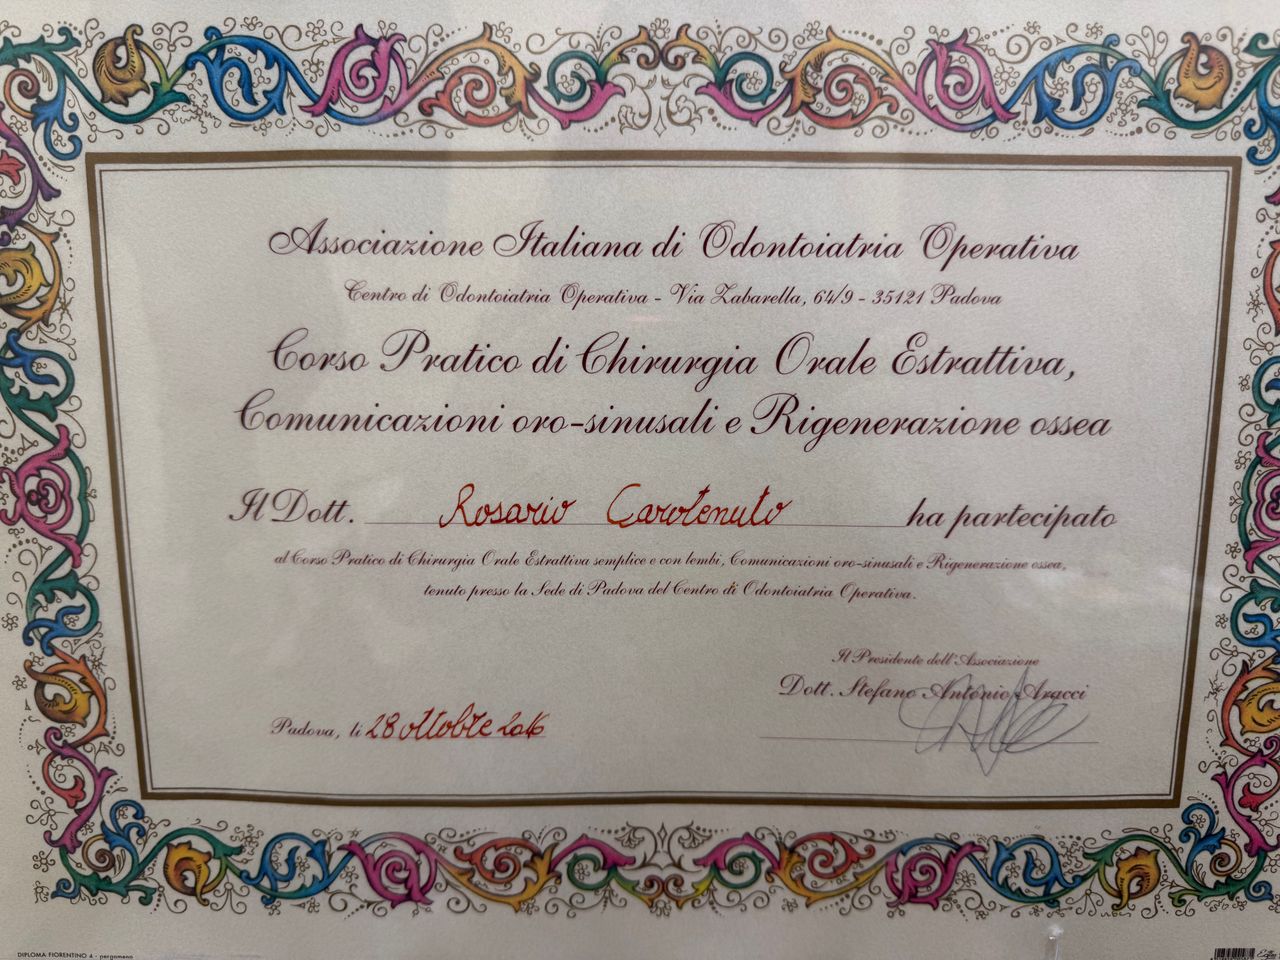 Associazione Italiana di Odontoiatria Operativa
Centro di Odontoiatria Operativa - Via Zabarella, 64/9 - 35121 Padova
Corso Pratico di Chirurgia Orale Estrattiva,
Comunicazioni oro-sinusali e Rigenerazione ossea
Il Dott. Rosario Carotenuto ha partecipato
al Corso Pratico di Chirurgia Orale Estrattiva semplice e con lembi, Comunicazioni oro-sinusali e Rigenerazione ossea,
tenuto presso la Sede di Padova del Centro di Odontoiatria Operativa.
Il Presidente dell'Associazione
Dott. Stefano Antonio Aracci
Padova, li 28 ottobre 2016
DIPLOMA FIORENTINO 4 - pergamena